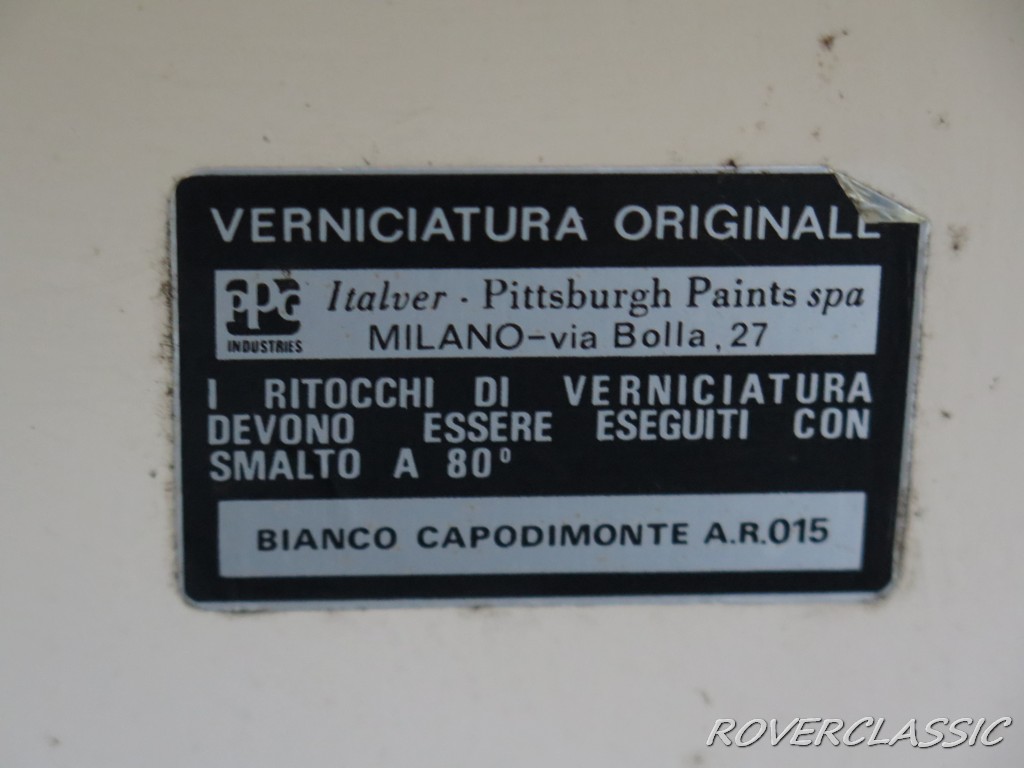 VERNICIATURA ORIGINALE
PPG INDUSTRIES
Italver - Pittsburgh Paints spa
MILANO-via Bolla, 27
I RITOCCHI DI VERNICIATURA
DEVONO ESSERE ESEGUITI CON
SMALTO A 80°
BIANCO CAPODIMONTE A.R.015
ROVERCLASSIC